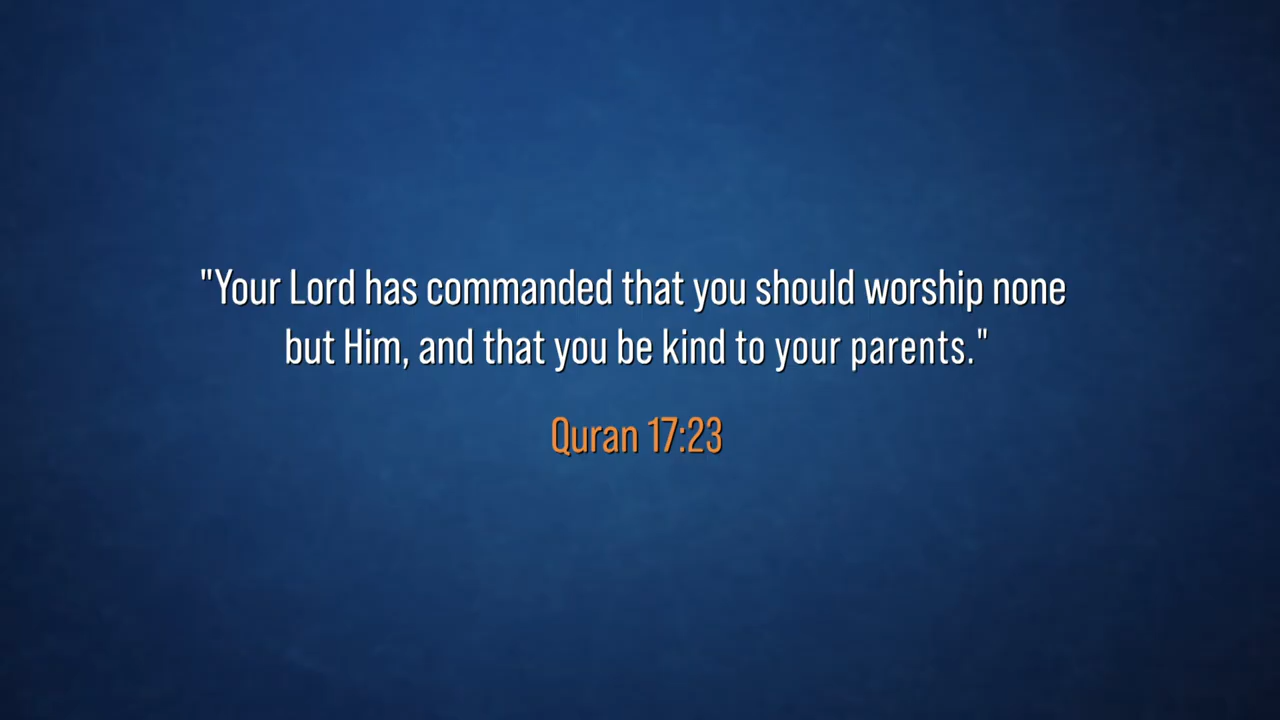 "Your Lord has commanded that you should worship none
but Him, and that you be kind to your parents."
Quran 17:23